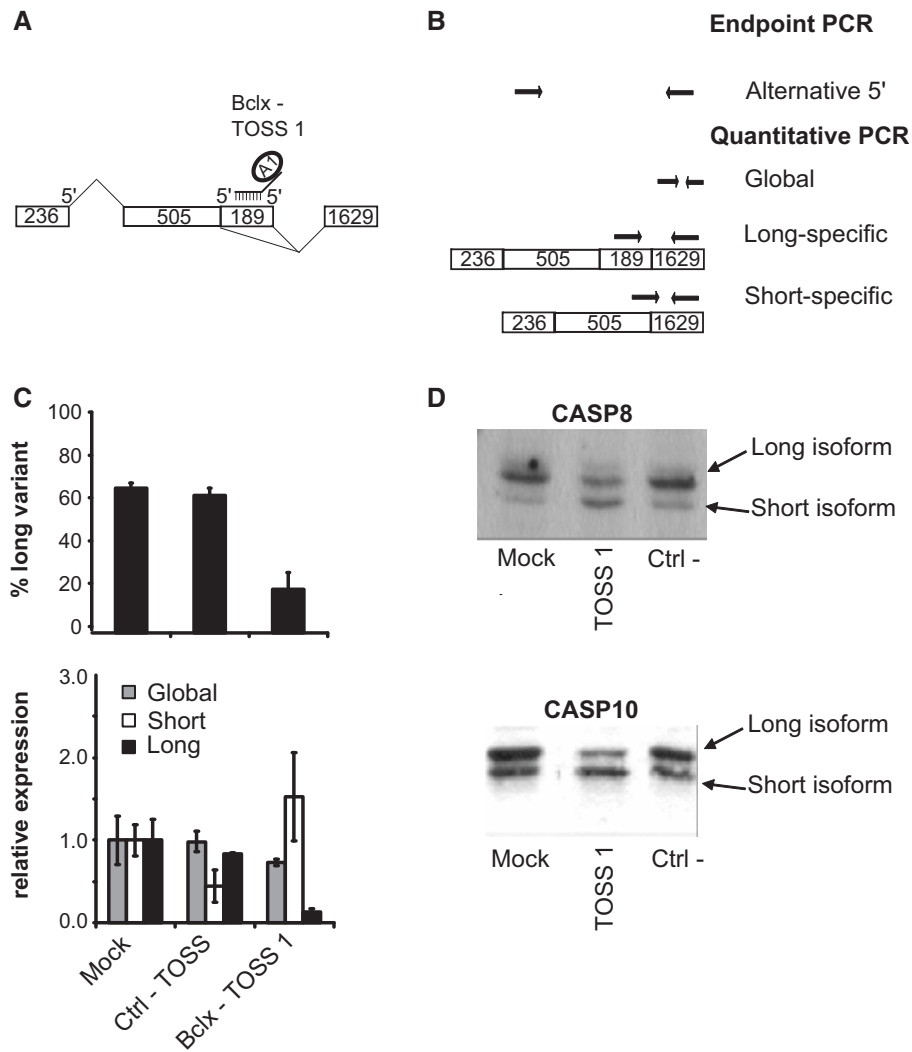 A
Bclx -
TOSS 1
A1
5'
5'
5'
236
505
189
1629
B
Endpoint PCR
Alternative 5'
Quantitative PCR
Global
Long-specific
236
505
189
1629
Short-specific
236
505
1629
C
% long variant
100
80
60
40
20
0
relative expression
3.0
2.0
1.0
0.0
Global
Short
Long
Mock
Ctrl - TOSS
Bclx - TOSS 1
D
CASP8
Long isoform
Short isoform
Mock
TOSS 1
Ctrl -
CASP10
Long isoform
Short isoform
Mock
TOSS 1
Ctrl -